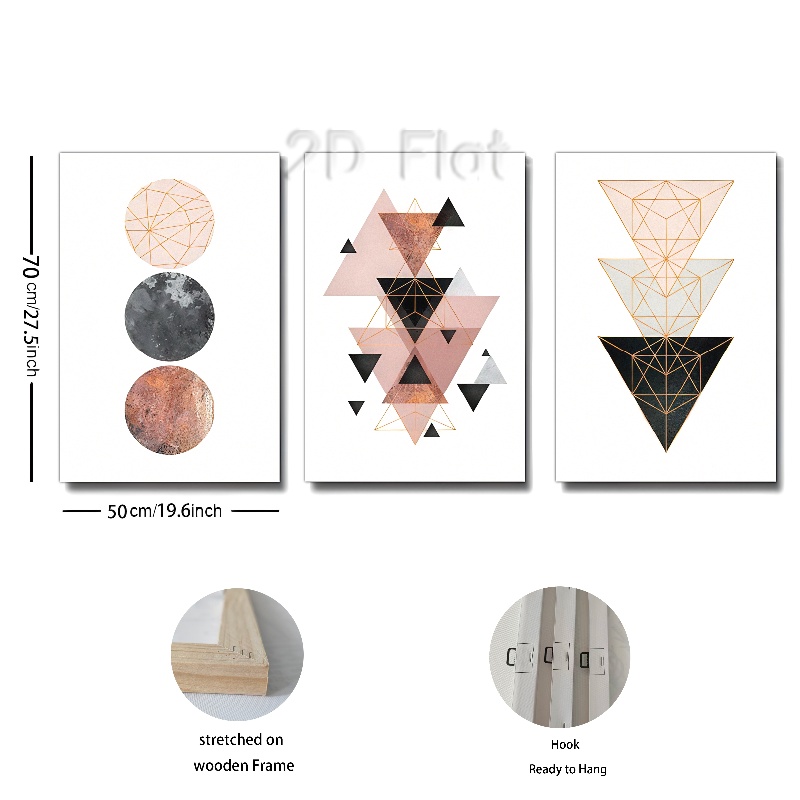 2D Flat
70 cm/27.5inch
50 cm/19.6inch
stretched on
wooden Frame
Hook
Ready to Hang